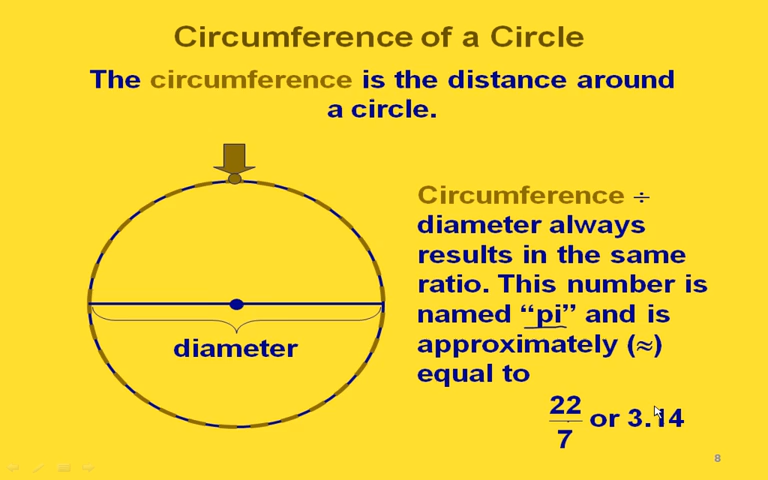 Circumference of a Circle
The circumference is the distance around
a circle.
Circumference ÷
diameter always
results in the same
ratio. This number is
named “pi” and is
approximately (≈)
equal to
22
7 or 3.14
diameter
8